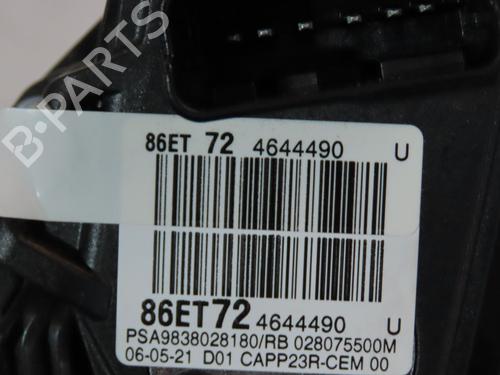 B-PARTS
86ET 72 4644490 U
86ET72 4644490 U
PSA9838028180/RB 028075500M
06-05-21 D01 CAPP23R-CEM 00